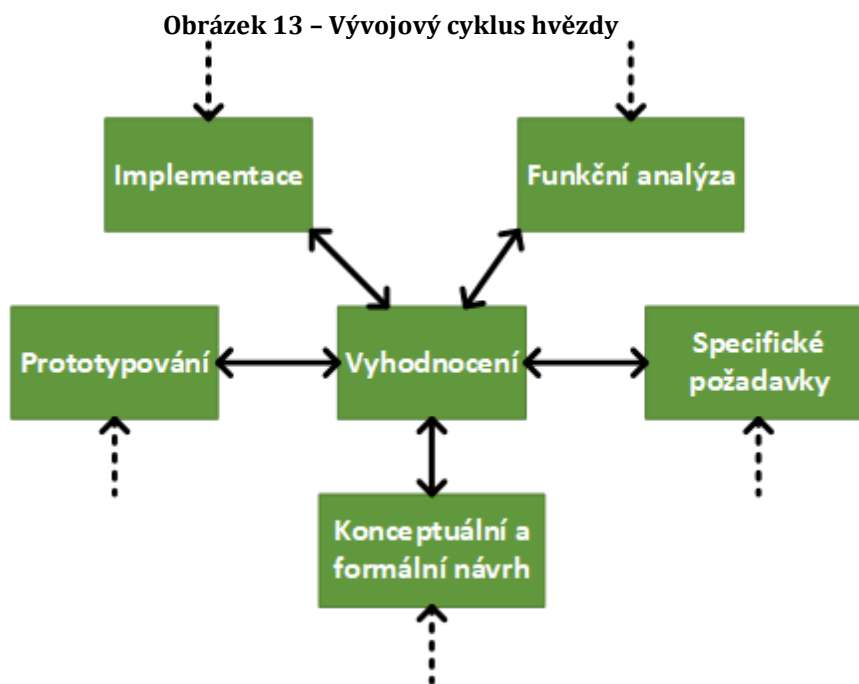 Obrázek 13 – Vývojový cyklus hvězdy
Implementace
Funkční analýza
Prototypování
Vyhodnocení
Specifické
požadavky
Konceptuální a
formální návrh